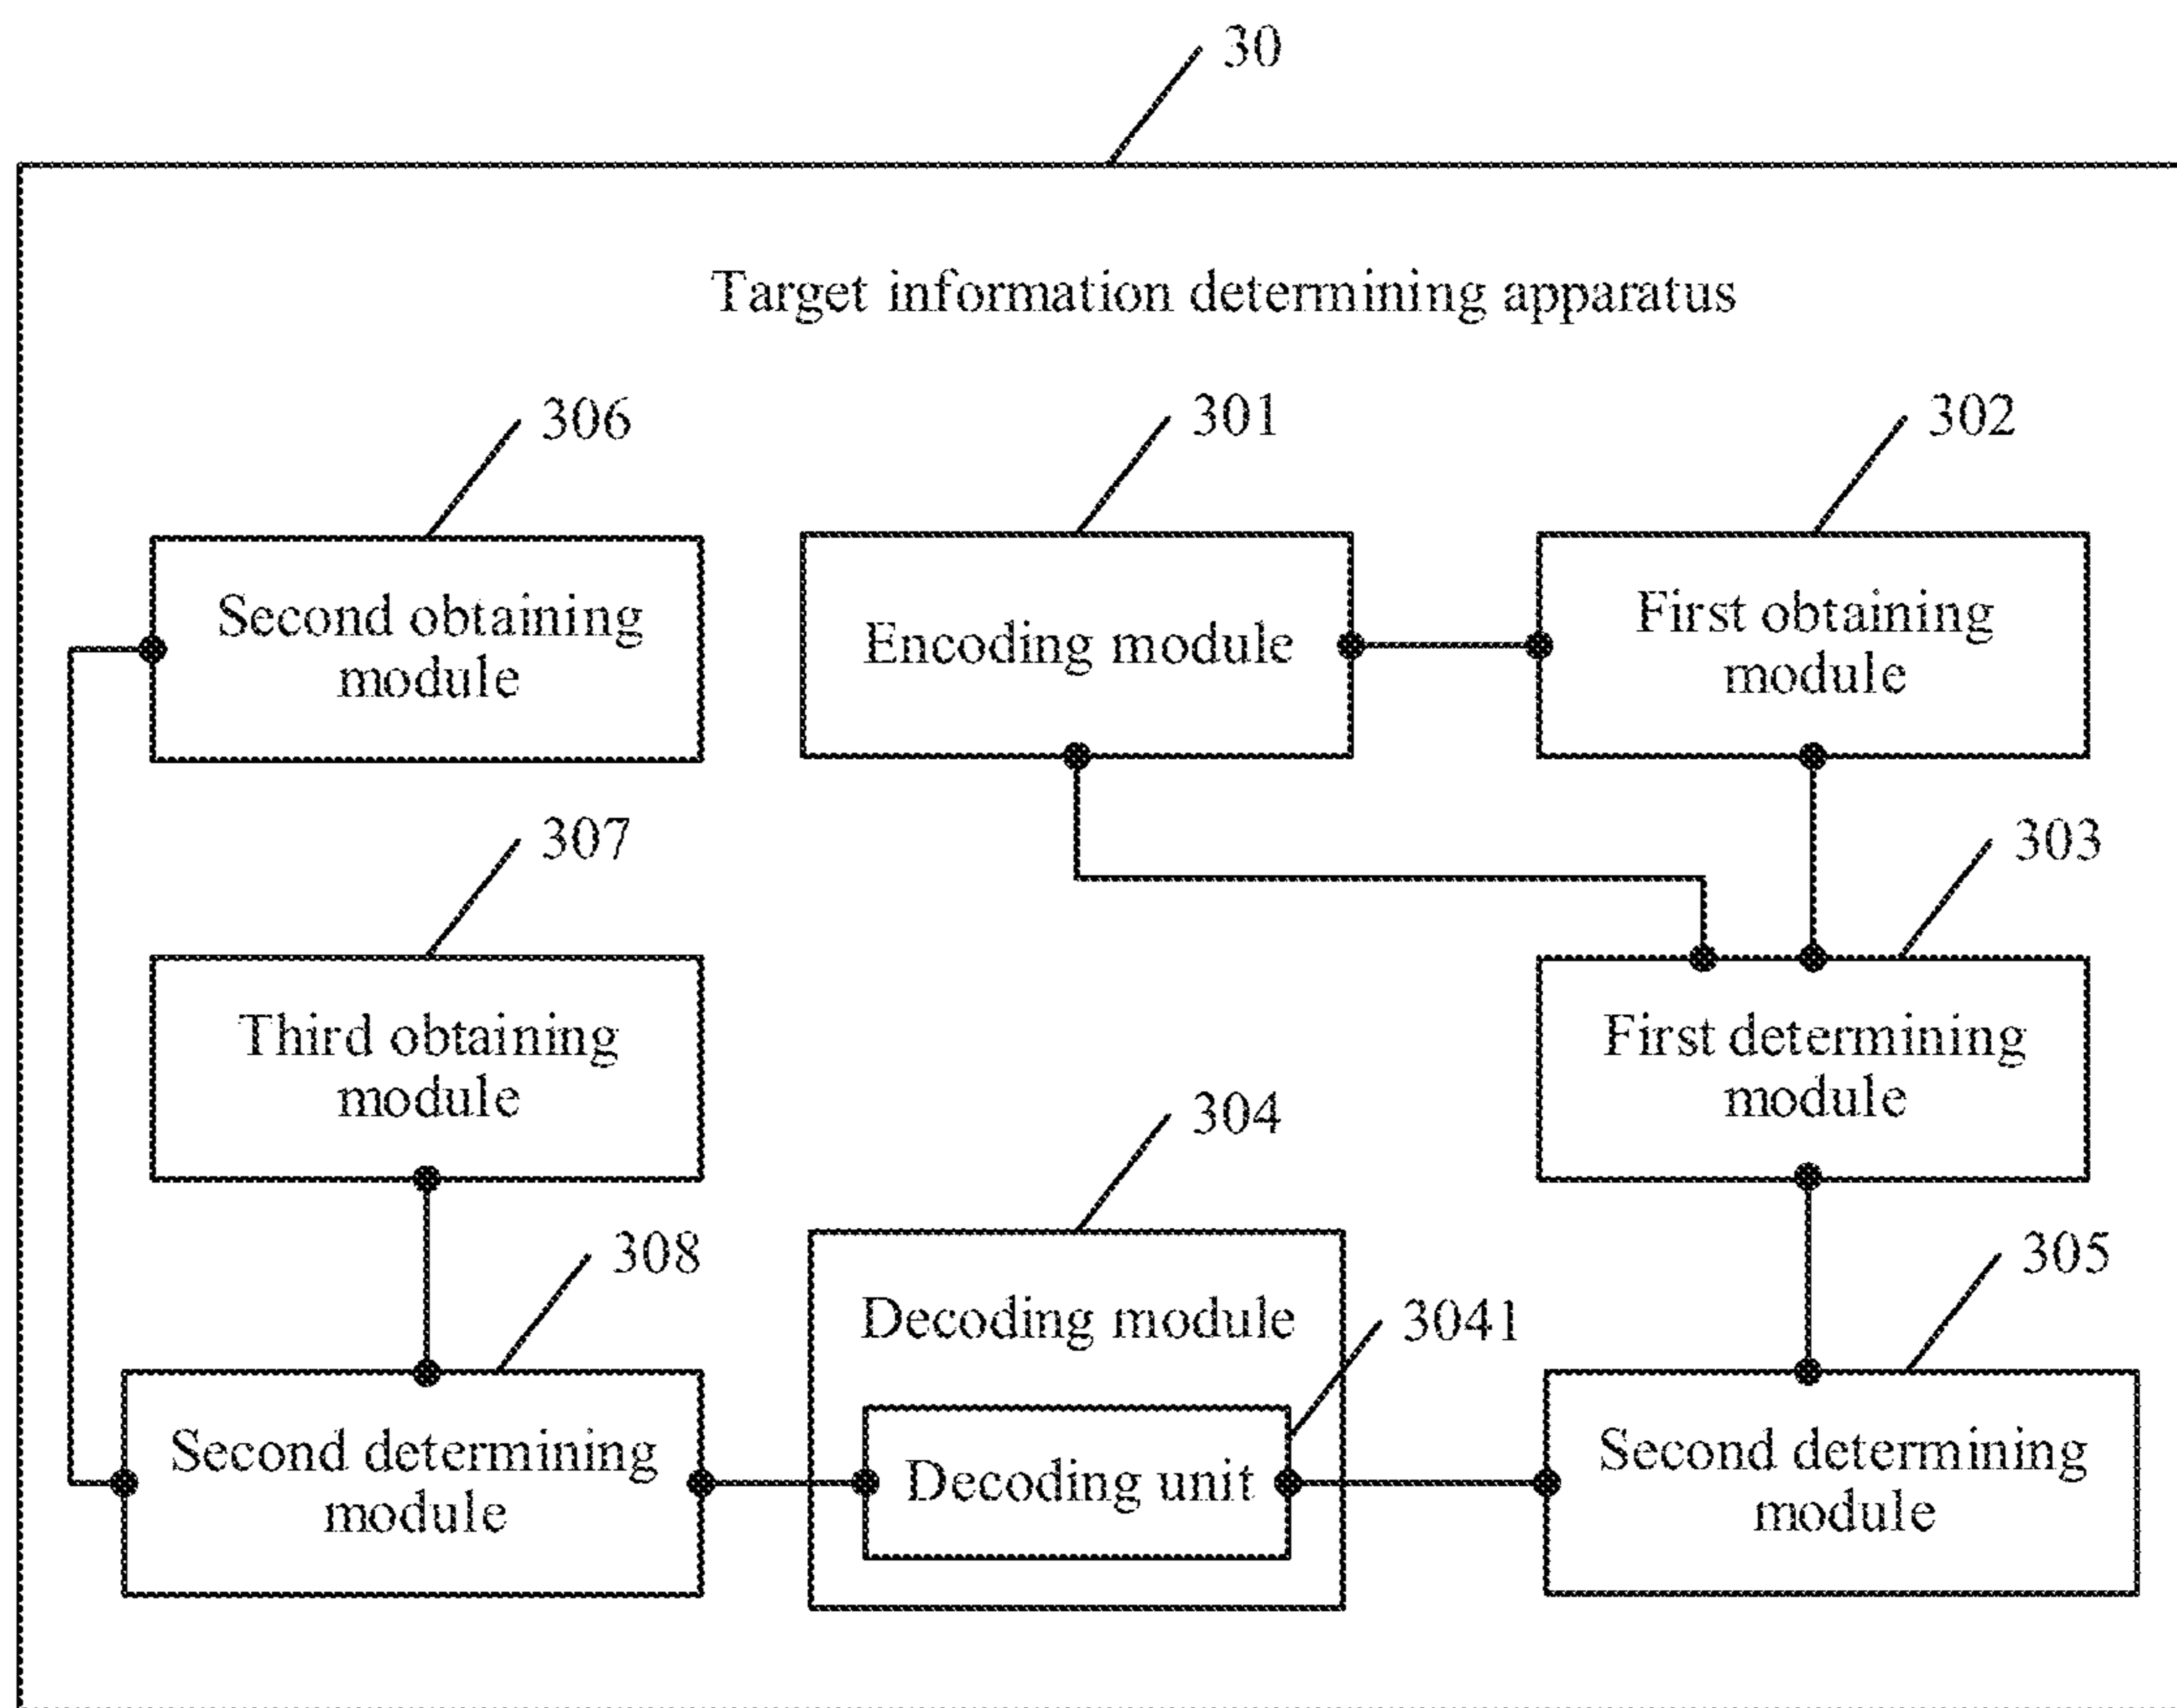 30
Target information determining apparatus
306
301
302
Second obtaining
module
Encoding module
First obtaining
module
307
303
Third obtaining
module
First determining
module
304
308
305
Decoding module
3041
Second determining
module
Decoding unit
Second determining
module